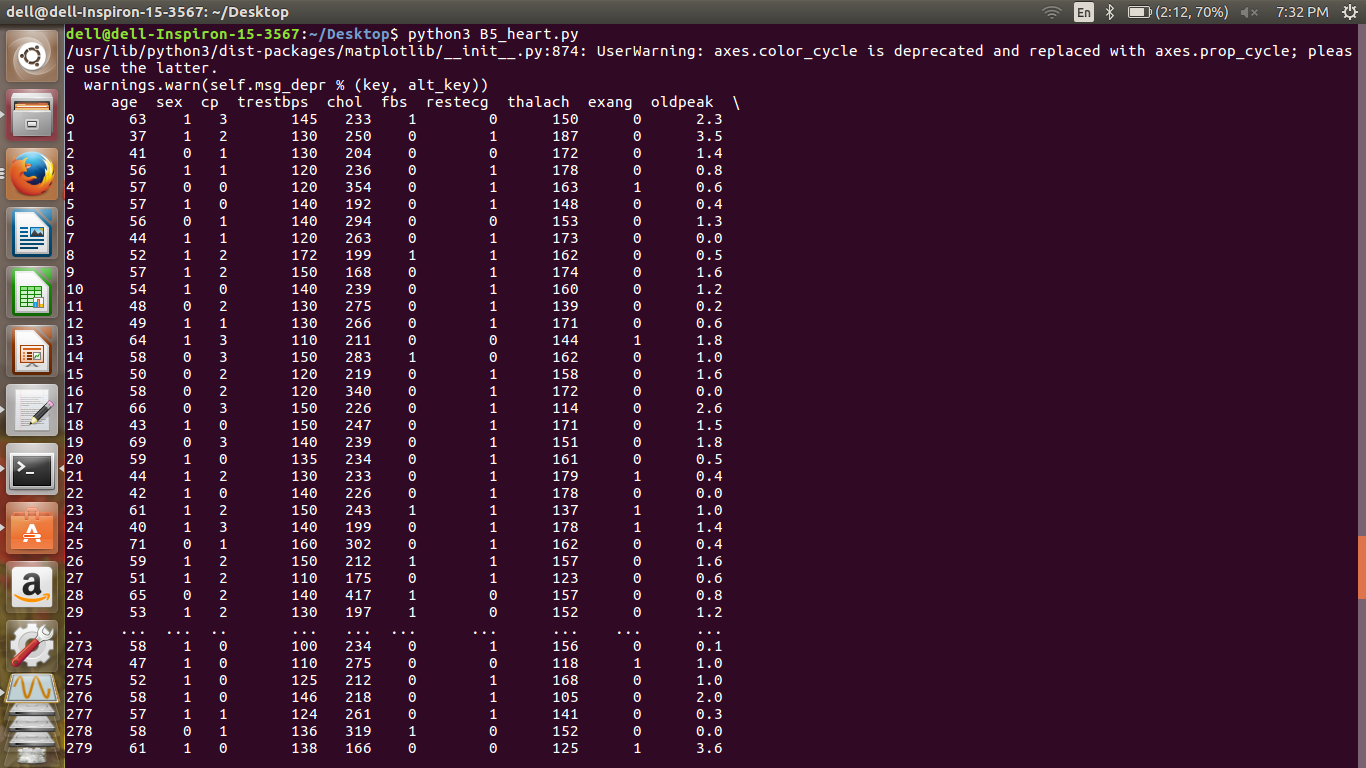 dell@dell-Inspiron-15-3567: ~/Desktop En (2:12, 70%) 7:32 PM
dell@dell-Inspiron-15-3567:~/Desktop$ python3 B5_heart.py
/usr/lib/python3/dist-packages/matplotlib/__init__.py:874: UserWarning: axes.color_cycle is deprecated and replaced with axes.prop_cycle; pleas
e use the latter.
  warnings.warn(self.msg_depr % (key, alt_key))
     age  sex  cp  trestbps  chol  fbs  restecg  thalach  exang  oldpeak  \
0     63    1   3       145   233    1        0      150      0      2.3
1     37    1   2       130   250    0        1      187      0      3.5
2     41    0   1       130   204    0        0      172      0      1.4
3     56    1   1       120   236    0        1      178      0      0.8
4     57    0   0       120   354    0        1      163      1      0.6
5     57    1   0       140   192    0        1      148      0      0.4
6     56    0   1       140   294    0        0      153      0      1.3
7     44    1   1       120   263    0        1      173      0      0.0
8     52    1   2       172   199    1        1      162      0      0.5
9     57    1   2       150   168    0        1      174      0      1.6
10    54    1   0       140   239    0        1      160      0      1.2
11    48    0   2       130   275    0        1      139      0      0.2
12    49    1   1       130   266    0        1      171      0      0.6
13    64    1   3       110   211    0        0      144      1      1.8
14    58    0   3       150   283    1        0      162      0      1.0
15    50    0   2       120   219    0        1      158      0      1.6
16    58    0   2       120   340    0        1      172      0      0.0
17    66    0   3       150   226    0        1      114      0      2.6
18    43    1   0       150   247    0        1      171      0      1.5
19    69    0   3       140   239    0        1      151      0      1.8
20    59    1   0       135   234    0        1      161      0      0.5
21    44    1   2       130   233    0        1      179      1      0.4
22    42    1   0       140   226    0        1      178      0      0.0
23    61    1   2       150   243    1        1      137      1      1.0
24    40    1   3       140   199    0        1      178      1      1.4
25    71    0   1       160   302    0        1      162      0      0.4
26    59    1   2       150   212    1        1      157      0      1.6
27    51    1   2       110   175    0        1      123      0      0.6
28    65    0   2       140   417    1        0      157      0      0.8
29    53    1   2       130   197    1        0      152      0      1.2
..   ...  ...  ..       ...   ...  ...      ...      ...    ...      ...
273   58    1   0       100   234    0        1      156      0      0.1
274   47    1   0       110   275    0        0      118      1      1.0
275   52    1   0       125   212    0        1      168      0      1.0
276   58    1   0       146   218    0        1      105      0      2.0
277   57    1   1       124   261    0        1      141      0      0.3
278   58    0   1       136   319    1        0      152      0      0.0
279   61    1   0       138   166    0        0      125      1      3.6